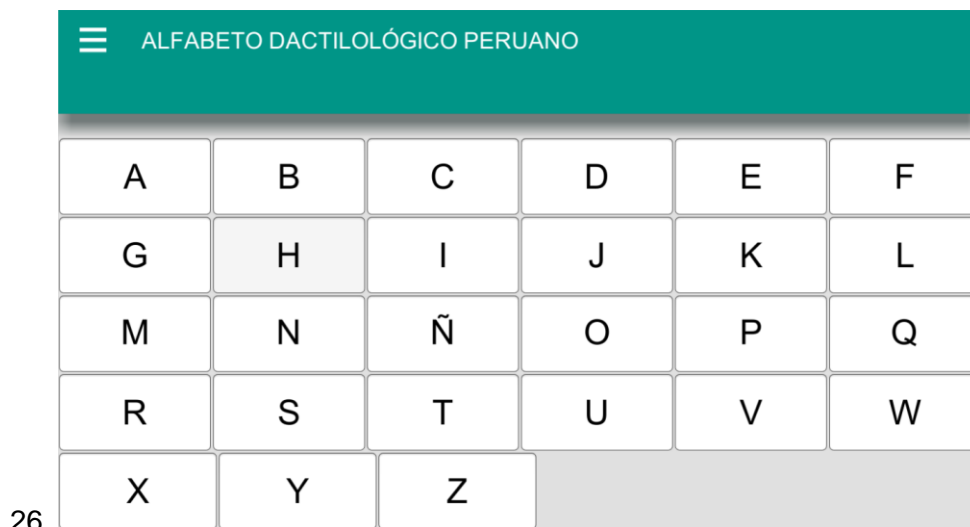 ALFABETO DACTILOLÓGICO PERUANO
A B C D E F
G H I J K L
M N Ñ O P Q
R S T U V W
X Y Z
26